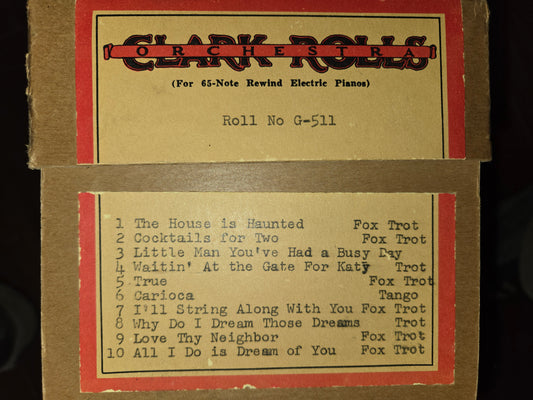 CLARK ROLLS
ORCHESTRA
(For 65-Note Rewind Electric Pianos)
Roll No G-511
1 The House is Haunted Fox Trot
2 Cocktails for Two Fox Trot
3 Little Man You've Had a Busy Day
4 Waitin' At the Gate For Katy Trot
5 True Fox Trot
6 Carioca Tango
7 I'll String Along With You Fox Trot
8 Why Do I Dream Those Dreams Trot
9 Love Thy Neighbor Fox Trot
10 All I Do is Dream of You Fox Trot